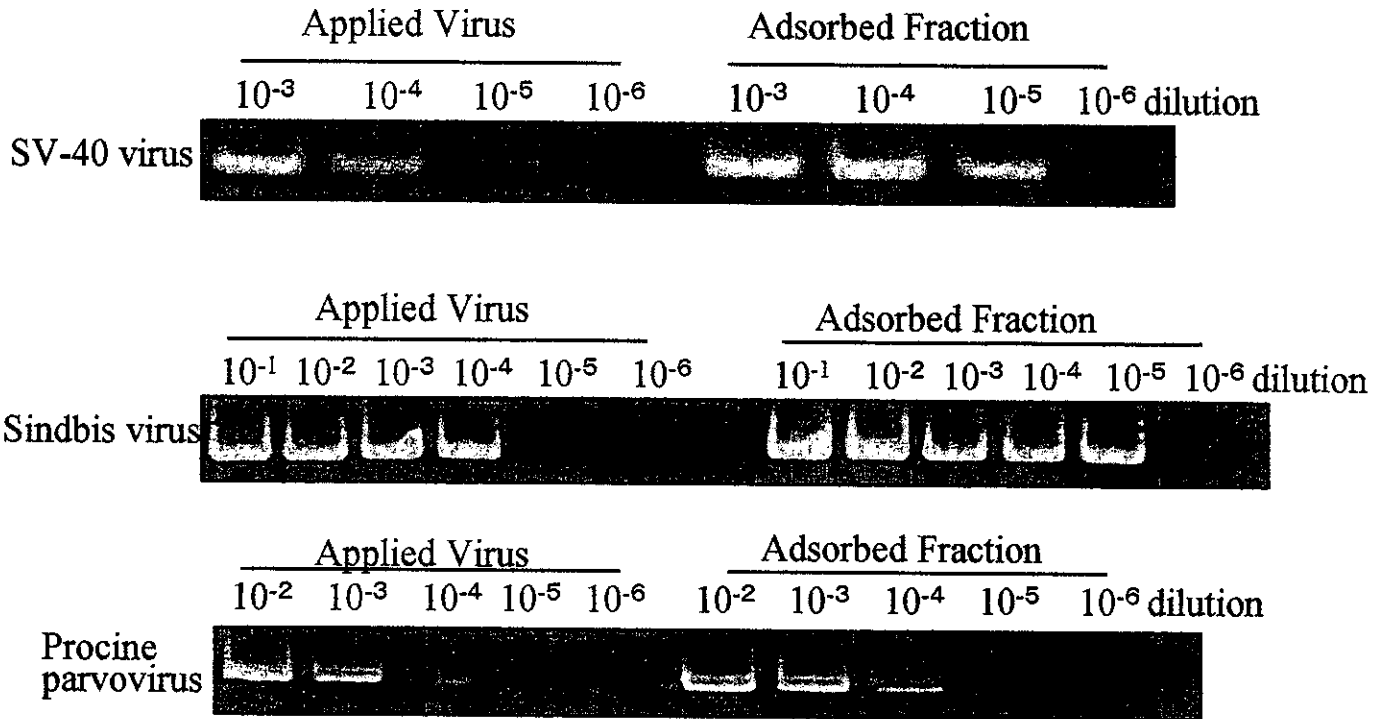 Applied Virus Adsorbed Fraction
10⁻³ 10⁻⁴ 10⁻⁵ 10⁻⁶ 10⁻³ 10⁻⁴ 10⁻⁵ 10⁻⁶ dilution
SV-40 virus
Applied Virus Adsorbed Fraction
10⁻¹ 10⁻² 10⁻³ 10⁻⁴ 10⁻⁵ 10⁻⁶ 10⁻¹ 10⁻² 10⁻³ 10⁻⁴ 10⁻⁵ 10⁻⁶ dilution
Sindbis virus
Applied Virus Adsorbed Fraction
10⁻² 10⁻³ 10⁻⁴ 10⁻⁵ 10⁻⁶ 10⁻² 10⁻³ 10⁻⁴ 10⁻⁵ 10⁻⁶ dilution
Procine
parvovirus